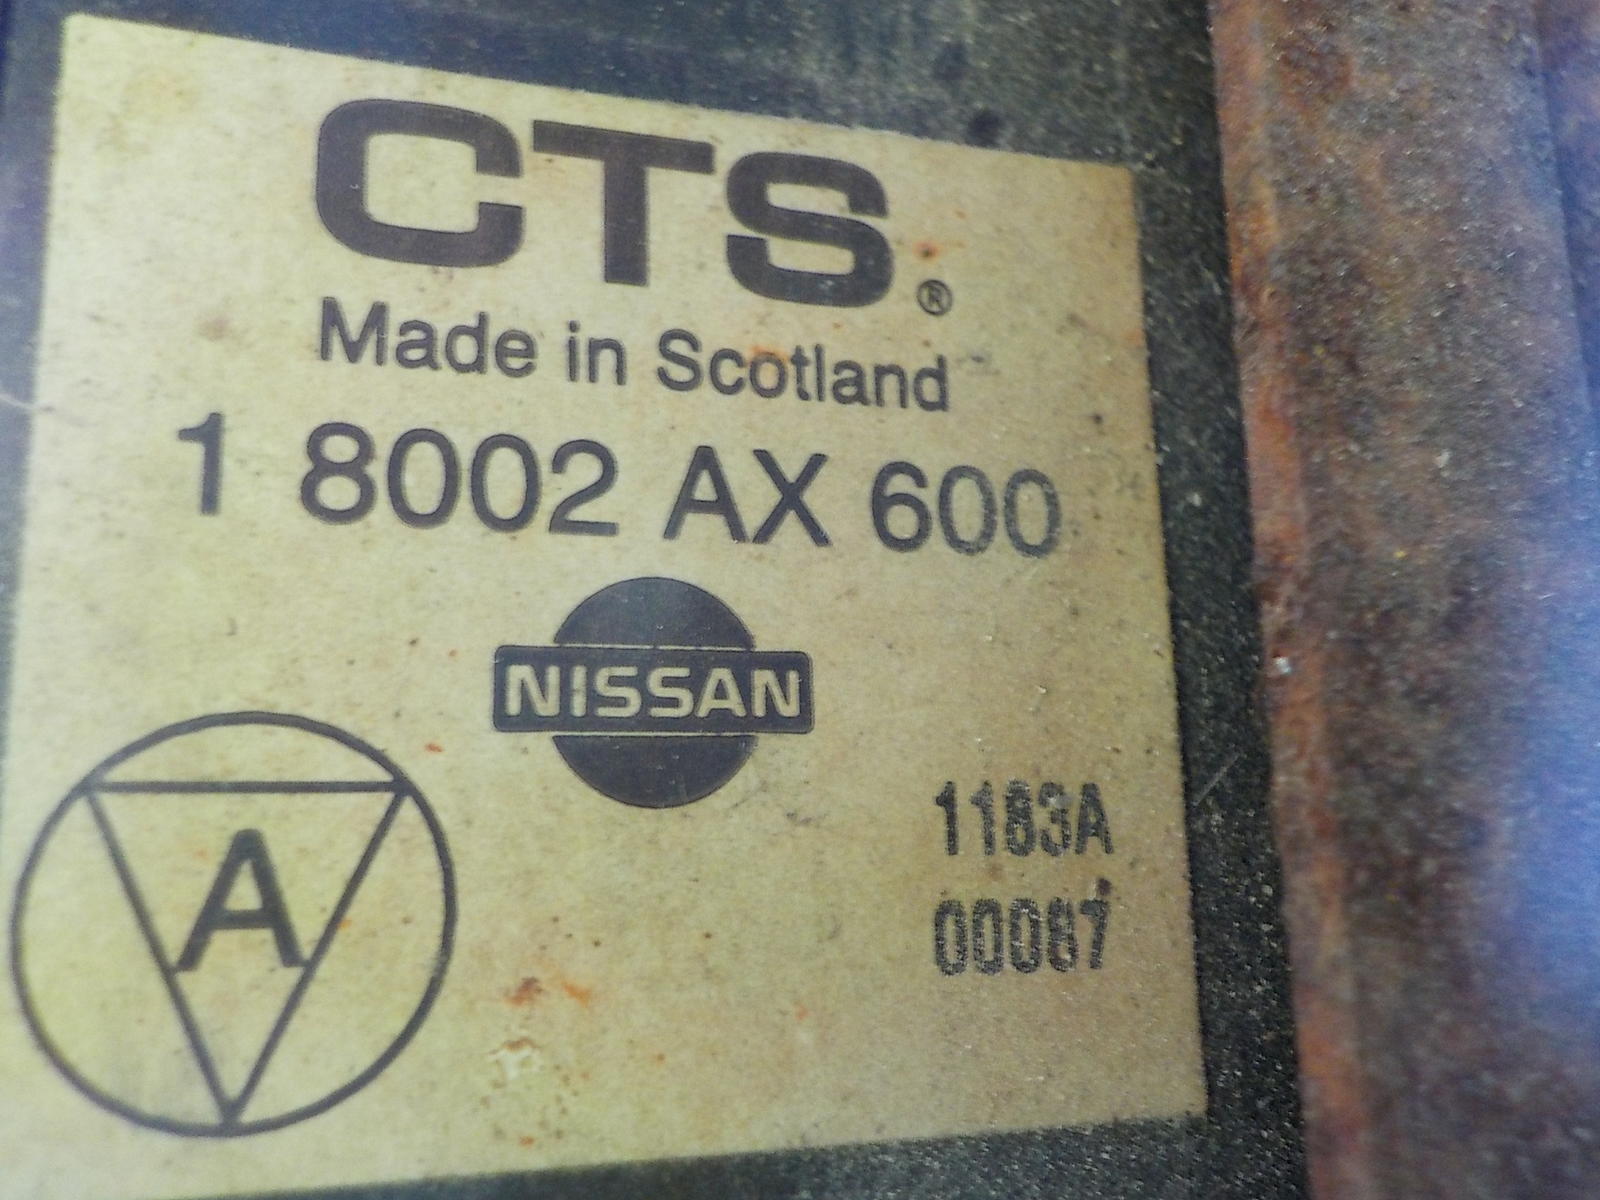 CTS®
Made in Scotland
1 8002 AX 600
NISSAN
A
1183A
00087